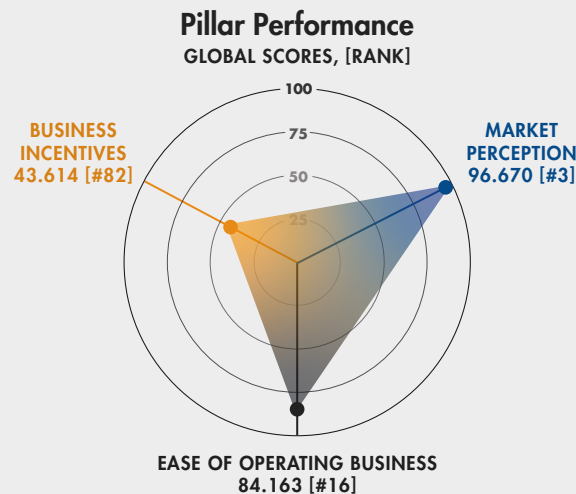 Pillar Performance
GLOBAL SCORES, [RANK]
100
75
50
25
BUSINESS
INCENTIVES
43.614 [#82]
MARKET
PERCEPTION
96.670 [#3]
EASE OF OPERATING BUSINESS
84.163 [#16]